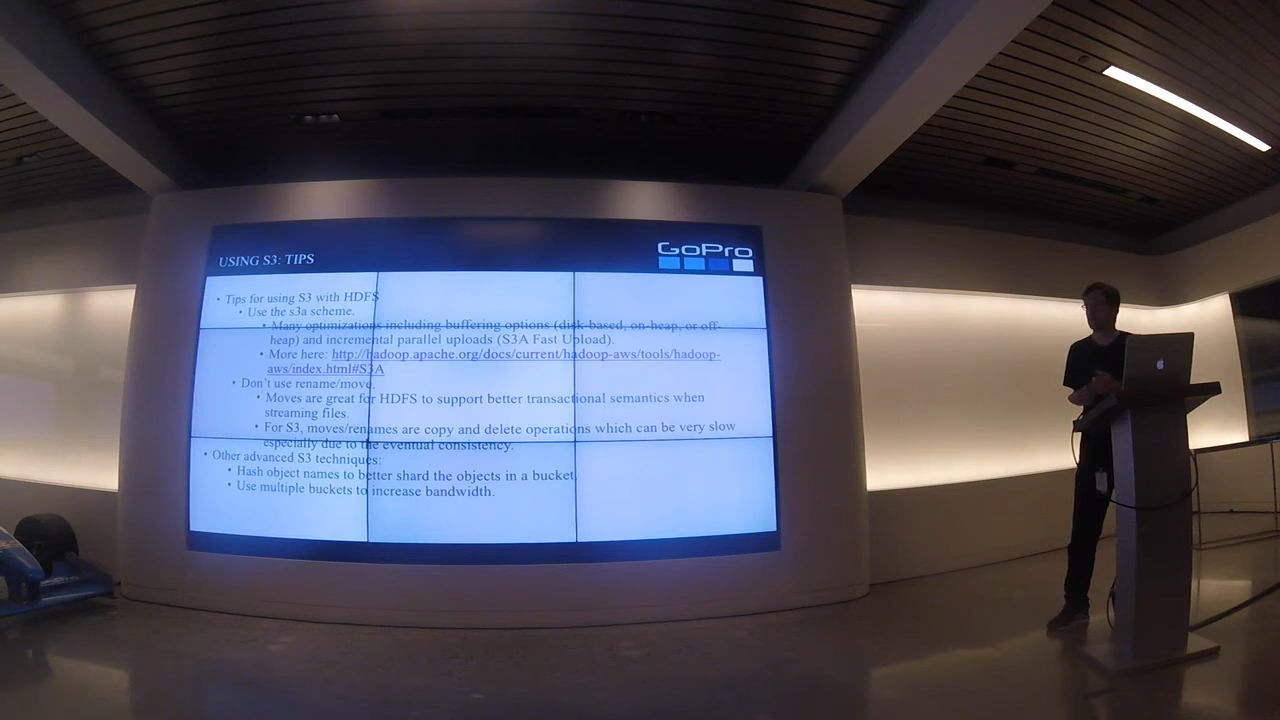 USING S3: TIPS
GoPro
• Tips for using S3 with HDFS
• Use the s3a scheme.
• Many optimizations including buffering options (disk-based, on-heap, or off-
heap) and incremental parallel uploads (S3A Fast Upload).
• More here: http://hadoop.apache.org/docs/current/hadoop-aws/tools/hadoop-
aws/index.html#S3A
• Don't use rename/move.
• Moves are great for HDFS to support better transactional semantics when
streaming files.
• For S3, moves/renames are copy and delete operations which can be very slow
especially due to the eventual consistency.
• Other advanced S3 techniques:
• Hash object names to better shard the objects in a bucket.
• Use multiple buckets to increase bandwidth.